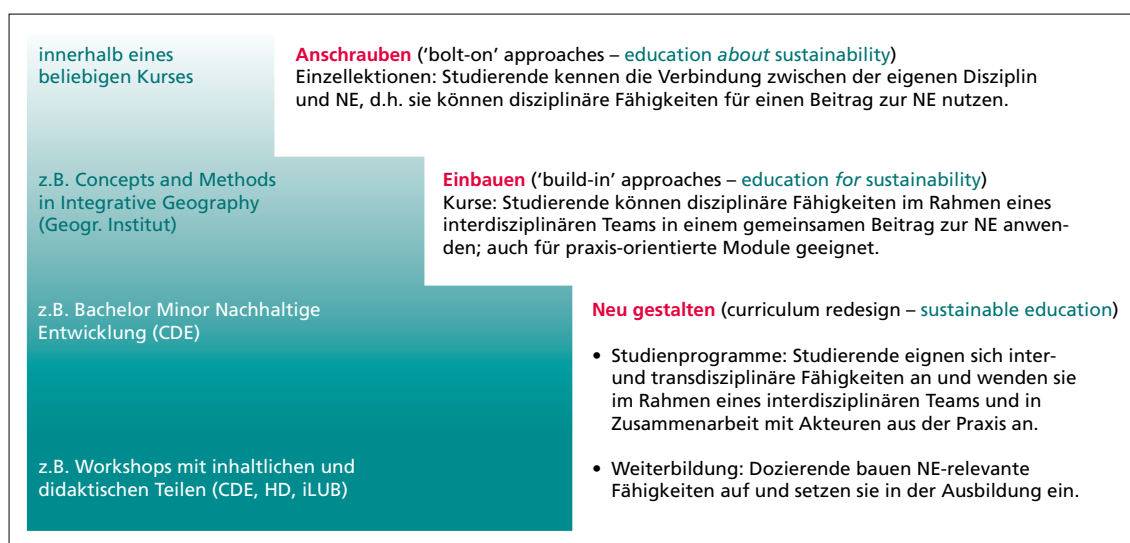 innerhalb eines
beliebigen Kurses
Anschrauben (‘bolt-on’ approaches – education about sustainability)
Einzellektionen: Studierende kennen die Verbindung zwischen der eigenen Disziplin
und NE, d.h. sie können disziplinäre Fähigkeiten für einen Beitrag zur NE nutzen.
z.B. Concepts and Methods
in Integrative Geography
(Geogr. Institut)
Einbauen (‘build-in’ approaches – education for sustainability)
Kurse: Studierende können disziplinäre Fähigkeiten im Rahmen eines
interdisziplinären Teams in einem gemeinsamen Beitrag zur NE anwen-
den; auch für praxis-orientierte Module geeignet.
z.B. Bachelor Minor Nachhaltige
Entwicklung (CDE)
Neu gestalten (curriculum redesign – sustainable education)
• Studienprogramme: Studierende eignen sich inter-
und transdisziplinäre Fähigkeiten an und wenden sie
im Rahmen eines interdisziplinären Teams und in
Zusammenarbeit mit Akteuren aus der Praxis an.
z.B. Workshops mit inhaltlichen und
didaktischen Teilen (CDE, HD, iLUB)
• Weiterbildung: Dozierende bauen NE-relevante
Fähigkeiten auf und setzen sie in der Ausbildung ein.